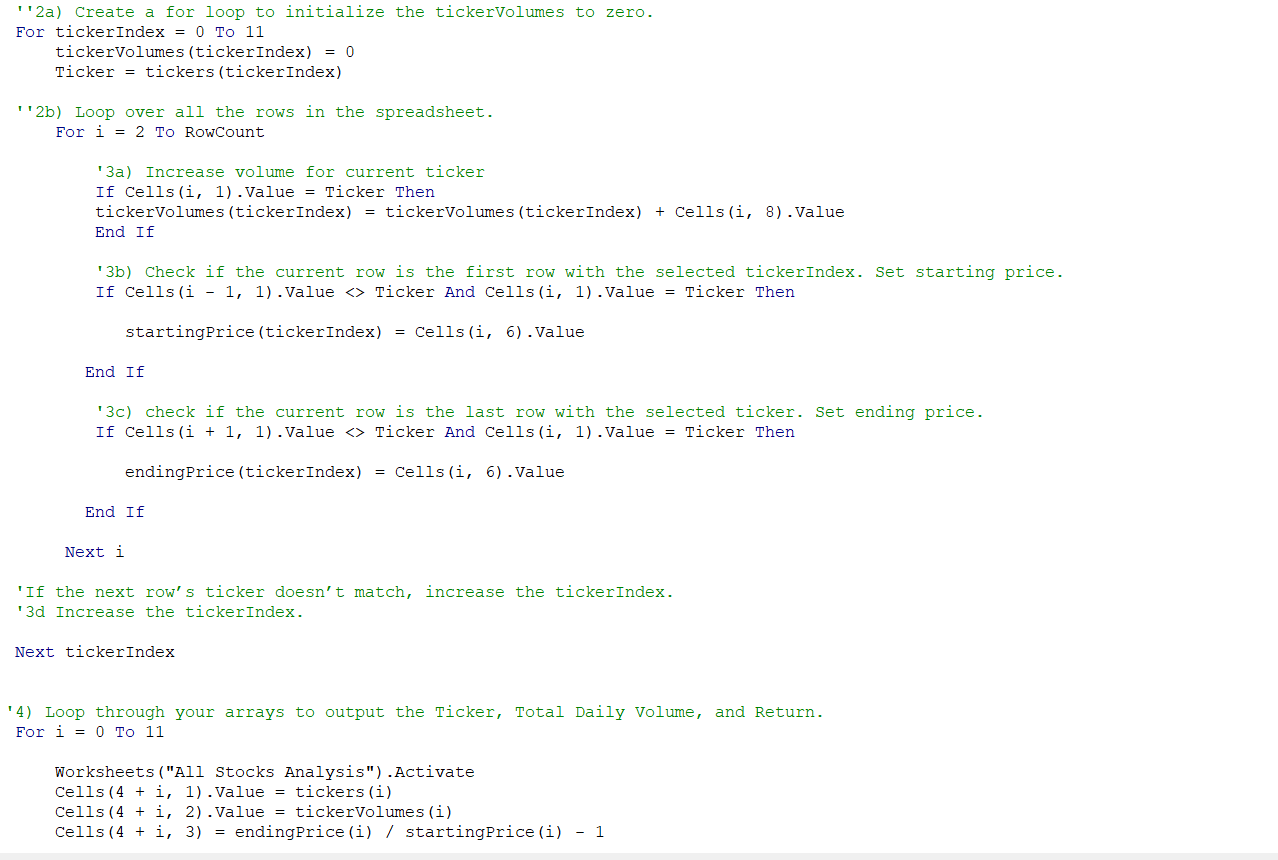 ''2a) Create a for loop to initialize the tickerVolumes to zero.
For tickerIndex = 0 To 11
tickerVolumes(tickerIndex) = 0
Ticker = tickers(tickerIndex)
''2b) Loop over all the rows in the spreadsheet.
For i = 2 To RowCount
'3a) Increase volume for current ticker
If Cells(i, 1).Value = Ticker Then
tickerVolumes(tickerIndex) = tickerVolumes(tickerIndex) + Cells(i, 8).Value
End If
'3b) Check if the current row is the first row with the selected tickerIndex. Set starting price.
If Cells(i - 1, 1).Value <> Ticker And Cells(i, 1).Value = Ticker Then
startingPrice(tickerIndex) = Cells(i, 6).Value
End If
'3c) check if the current row is the last row with the selected ticker. Set ending price.
If Cells(i + 1, 1).Value <> Ticker And Cells(i, 1).Value = Ticker Then
endingPrice(tickerIndex) = Cells(i, 6).Value
End If
Next i
'If the next row’s ticker doesn’t match, increase the tickerIndex.
'3d Increase the tickerIndex.
Next tickerIndex
'4) Loop through your arrays to output the Ticker, Total Daily Volume, and Return.
For i = 0 To 11
Worksheets("All Stocks Analysis").Activate
Cells(4 + i, 1).Value = tickers(i)
Cells(4 + i, 2).Value = tickerVolumes(i)
Cells(4 + i, 3) = endingPrice(i) / startingPrice(i) - 1